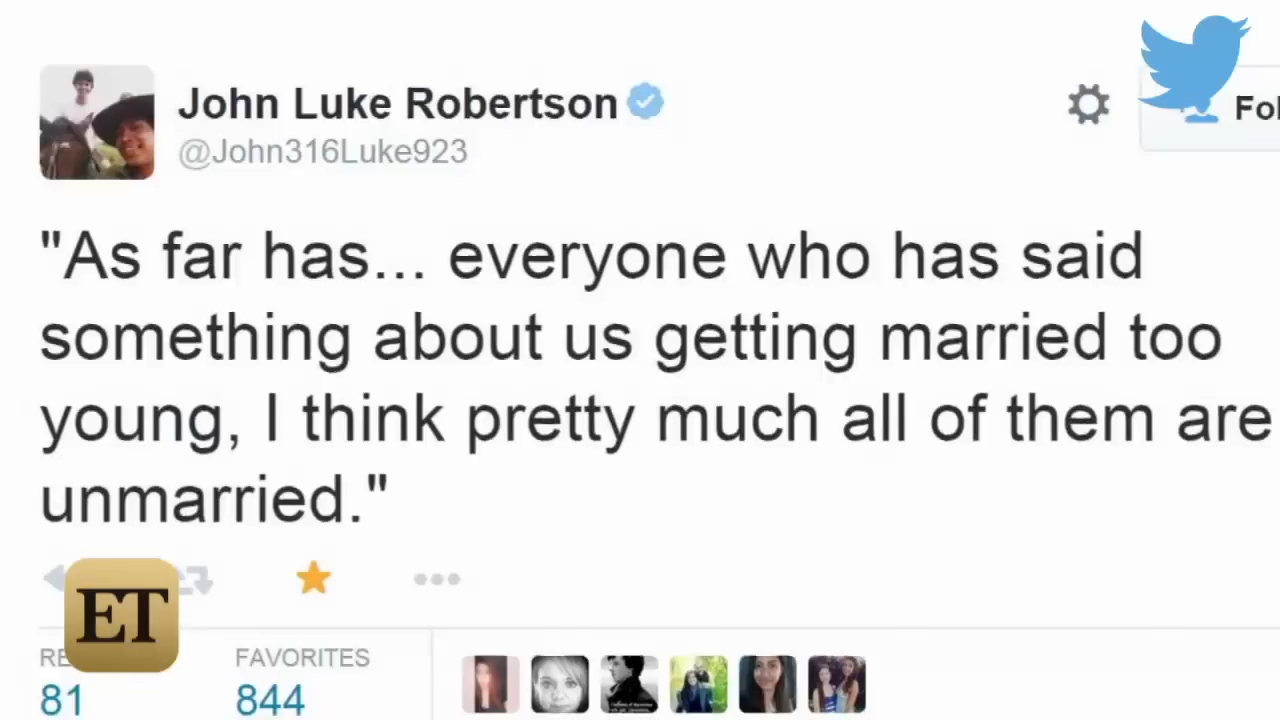 John Luke Robertson
@John316Luke923
"As far has... everyone who has said
something about us getting married too
young, I think pretty much all of them are
unmarried."
ET
FAVORITES
81
844